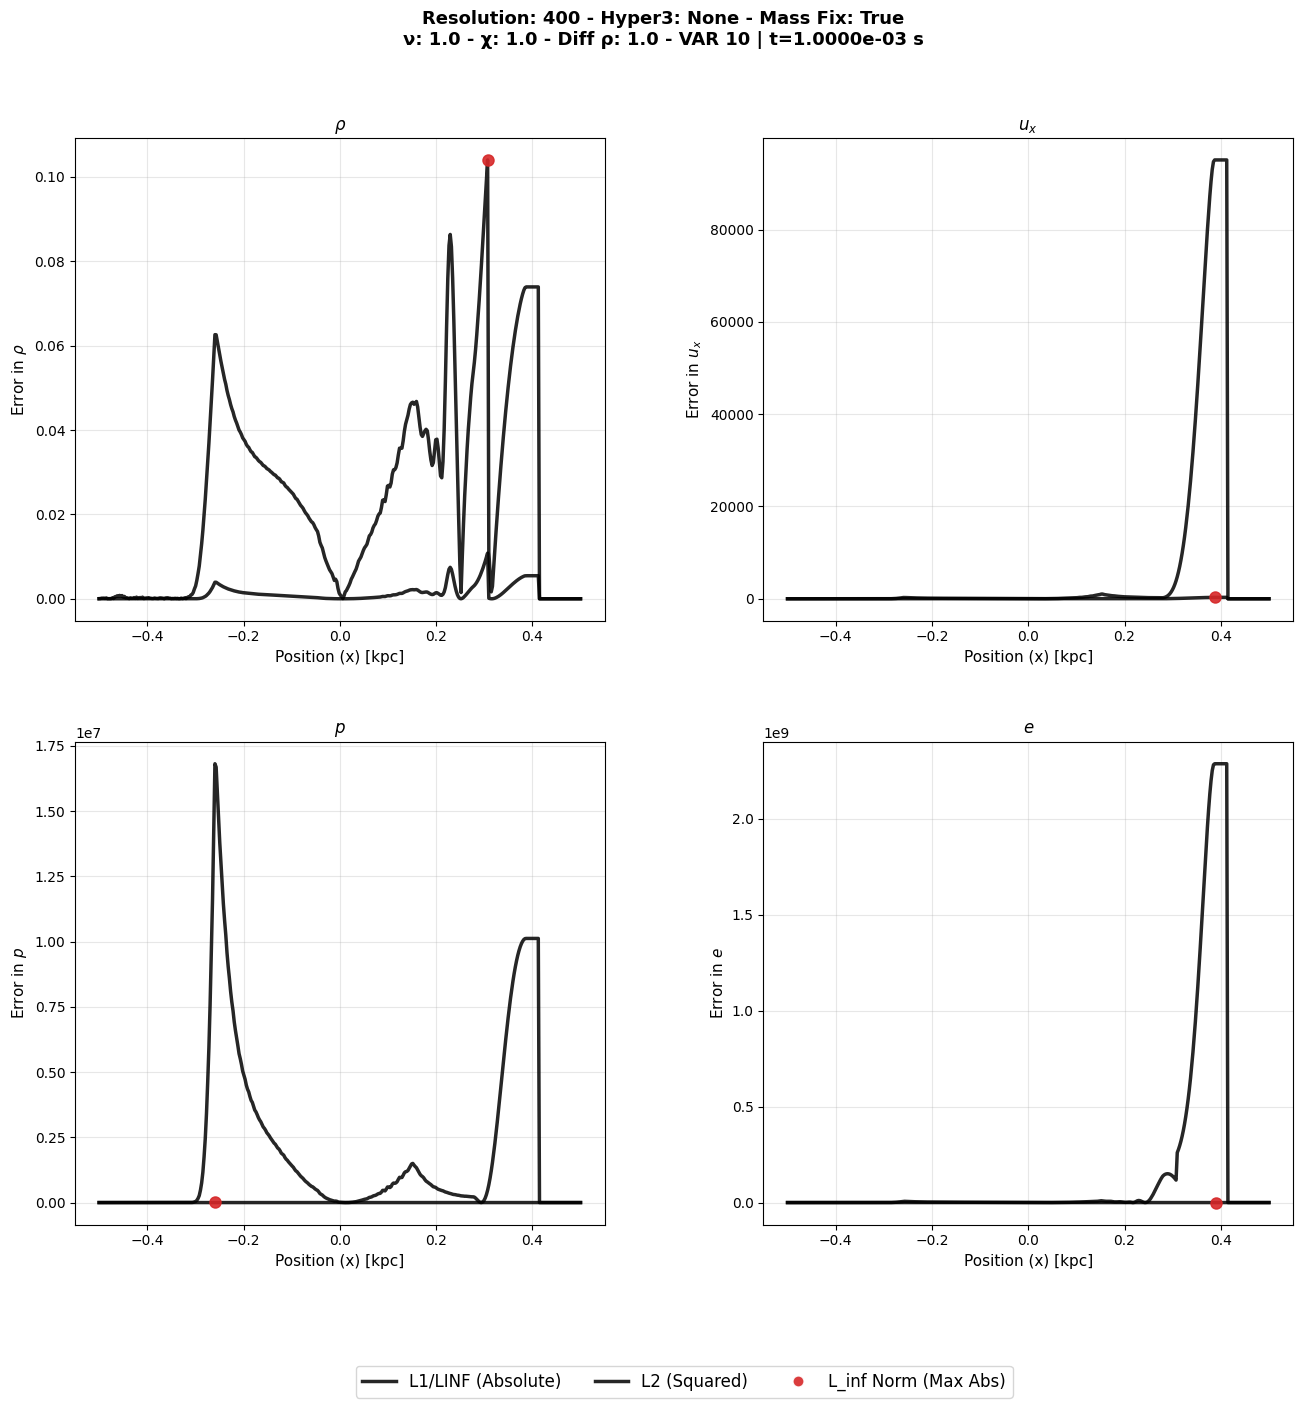 Resolution: 400 - Hyper3: None - Mass Fix: True
ν: 1.0 - χ: 1.0 - Diff ρ: 1.0 - VAR 10 | t=1.0000e-03 s
ρ
u_x
Error in ρ
0.10
0.08
0.06
0.04
0.02
0.00
−0.4 −0.2 0.0 0.2 0.4
Position (x) [kpc]
Error in u_x
80000
60000
40000
20000
0
−0.4 −0.2 0.0 0.2 0.4
Position (x) [kpc]
p
1e7
Error in p
1.75
1.50
1.25
1.00
0.75
0.50
0.25
0.00
−0.4 −0.2 0.0 0.2 0.4
Position (x) [kpc]
e
1e9
Error in e
2.0
1.5
1.0
0.5
0.0
−0.4 −0.2 0.0 0.2 0.4
Position (x) [kpc]
L1/LINF (Absolute) L2 (Squared) L_inf Norm (Max Abs)